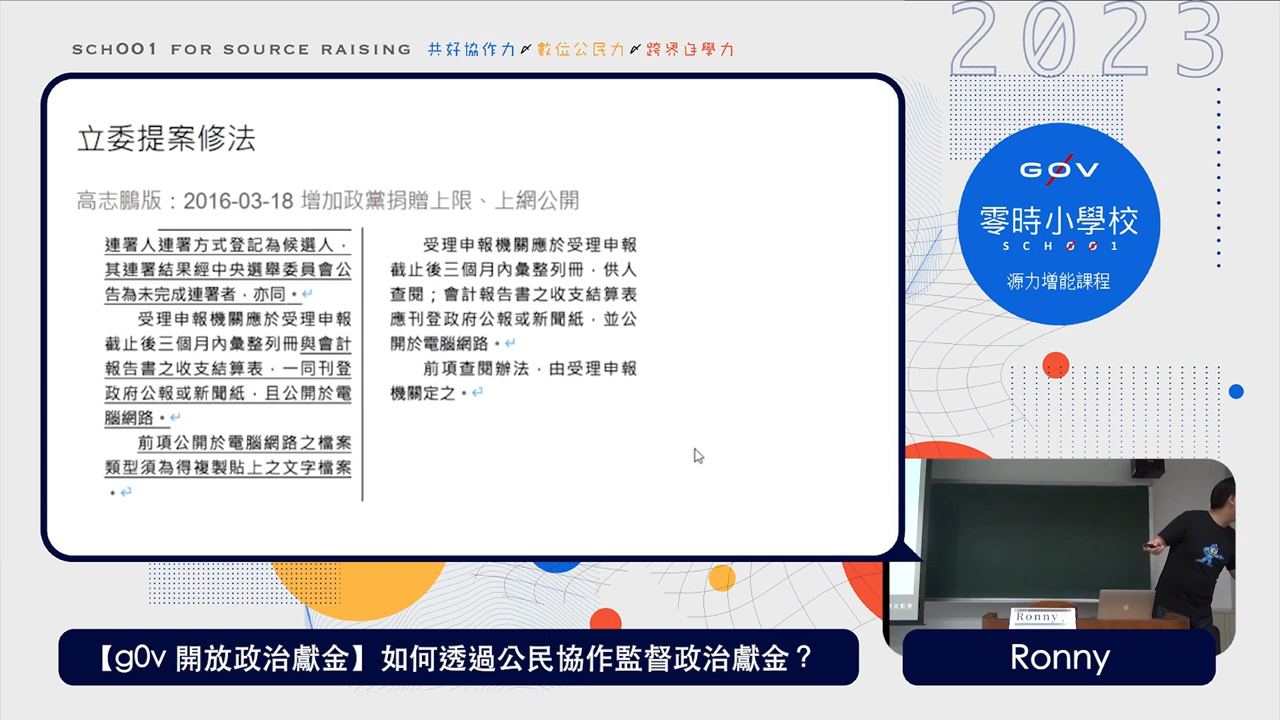 2023
SCHOO1 FOR SOURCE RAISING 共好協作力 數位公民力 跨界自學力
立委提案修法
高志鵬版:2016-03-18 增加政黨捐贈上限、上網公開
連署人連署方式登記為候選人,
其連署結果經中央選舉委員會公
告為未完成連署者,亦同。
受理申報機關應於受理申報
截止後三個月內彙整列冊與會計
報告書之收支結算表,一同刊登
政府公報或新聞紙,且公開於電
腦網路。
前項公開於電腦網路之檔案
類型須為得複製貼上之文字檔案
。
受理申報機關應於受理申報
截止後三個月內彙整列冊,供人
查閱;會計報告書之收支結算表
應刊登政府公報或新聞紙,並公
開於電腦網路。
前項查閱辦法,由受理申報
機關定之。
G0V
零時小學校
SCH001
源力增能課程
Ronny
【g0v 開放政治獻金】如何透過公民協作監督政治獻金?
Ronny